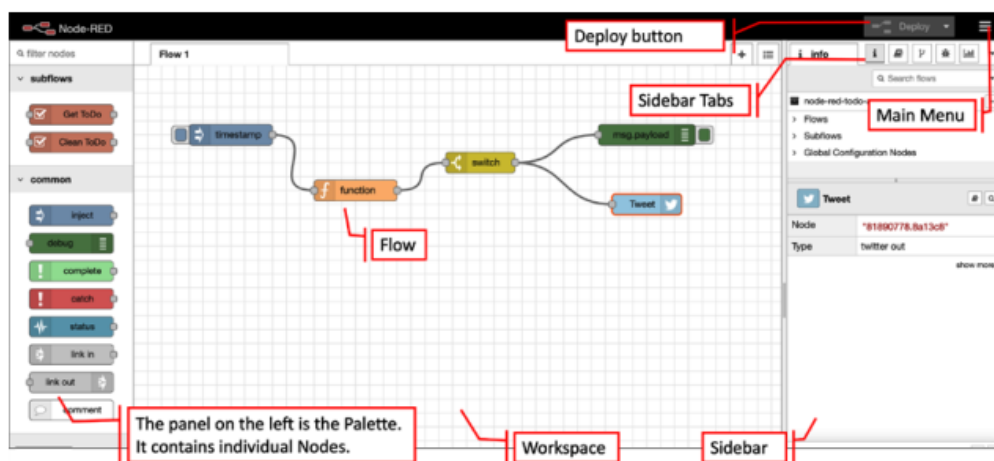 Node-RED
Deploy button
Deploy
filter nodes
Flow 1
i info
Search flows
subflows
Sidebar Tabs
Main Menu
Get ToDo
Clean ToDo
node-red-todo-
Flows
Subflows
Global Configuration Nodes
timestamp
msg.payload
switch
common
function
Tweet
Flow
Tweet
Node "81890778.8a13c8"
Type twitter out
show more
inject
debug
complete
catch
status
link in
link out
comment
The panel on the left is the Palette.
It contains individual Nodes.
Workspace
Sidebar